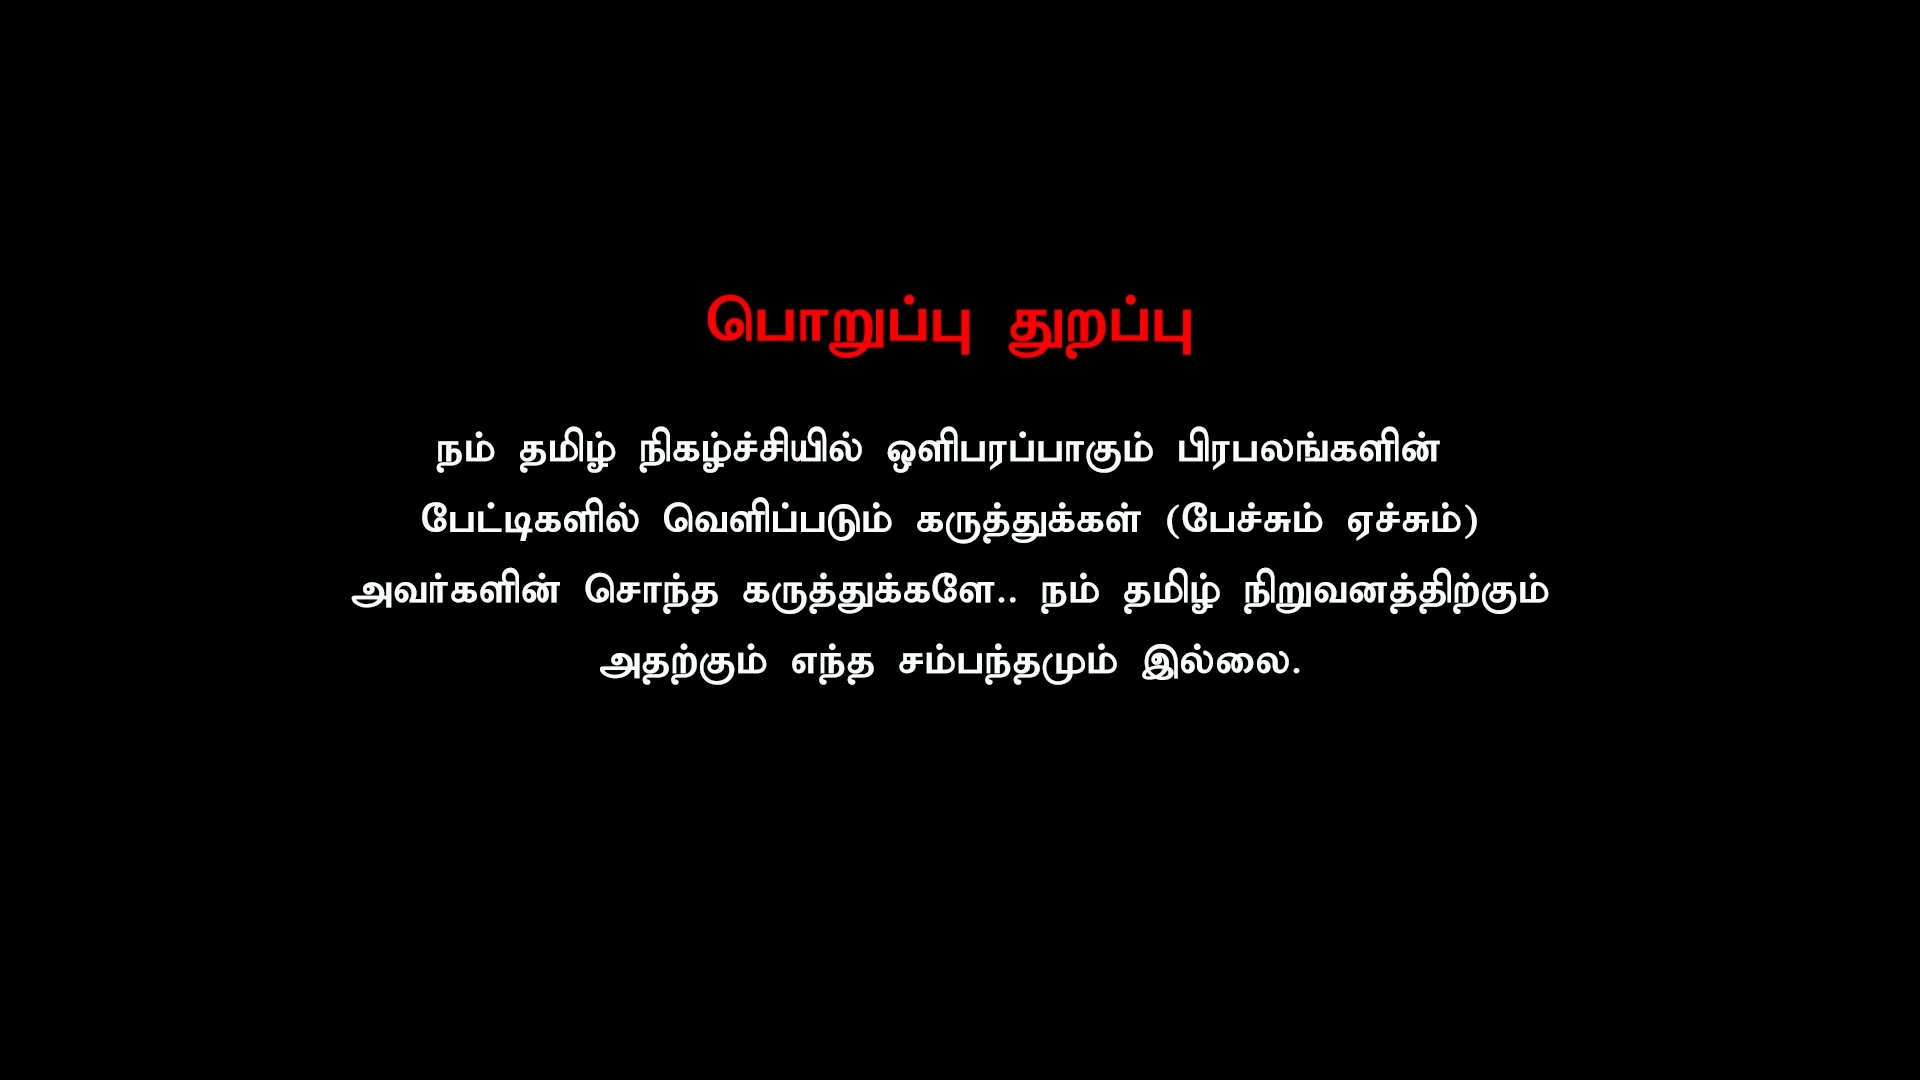 பொறுப்பு துறப்பு
நம் தமிழ் நிகழ்ச்சியில் ஒளிபரப்பாகும் பிரபலங்களின்
பேட்டிகளில் வெளிப்படும் கருத்துக்கள் (பேச்சும் ஏச்சும்)
அவர்களின் சொந்த கருத்துக்களே.. நம் தமிழ் நிறுவனத்திற்கும்
அதற்கும் எந்த சம்பந்தமும் இல்லை.